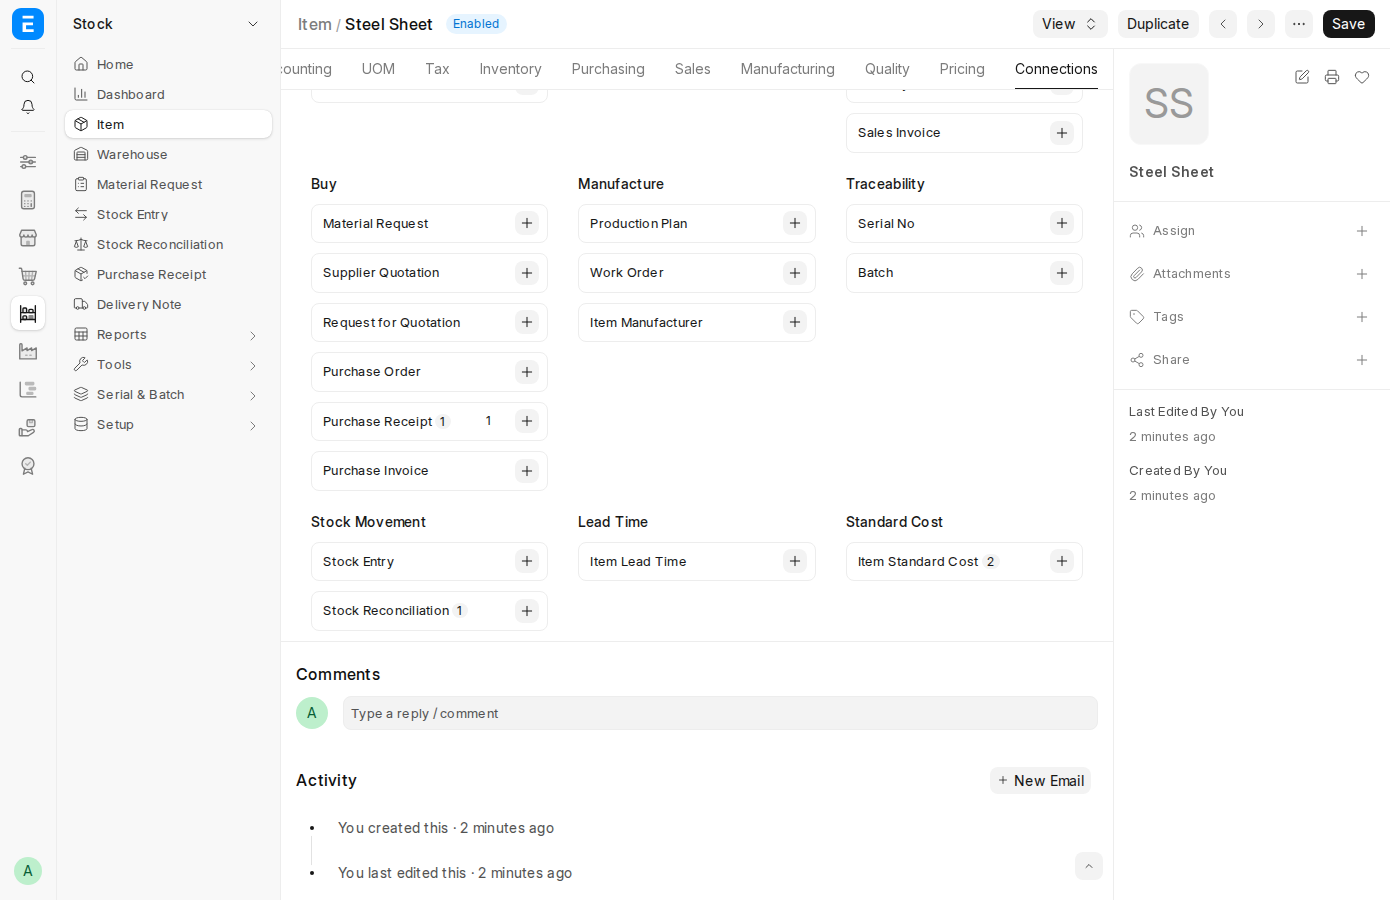 Stock
Home
Dashboard
Item
Warehouse
Material Request
Stock Entry
Stock Reconciliation
Purchase Receipt
Delivery Note
Reports
Tools
Serial & Batch
Setup
A
Item / Steel Sheet Enabled
View
Duplicate
Save
counting UOM Tax Inventory Purchasing Sales Manufacturing Quality Pricing Connections
Sales Invoice
Buy
Material Request
Supplier Quotation
Request for Quotation
Purchase Order
Purchase Receipt 1 1
Purchase Invoice
Manufacture
Production Plan
Work Order
Item Manufacturer
Traceability
Serial No
Batch
Stock Movement
Stock Entry
Stock Reconciliation 1
Lead Time
Item Lead Time
Standard Cost
Item Standard Cost 2
Comments
A
Type a reply / comment
Activity
New Email
You created this · 2 minutes ago
You last edited this · 2 minutes ago
SS
Steel Sheet
Assign
Attachments
Tags
Share
Last Edited By You
2 minutes ago
Created By You
2 minutes ago